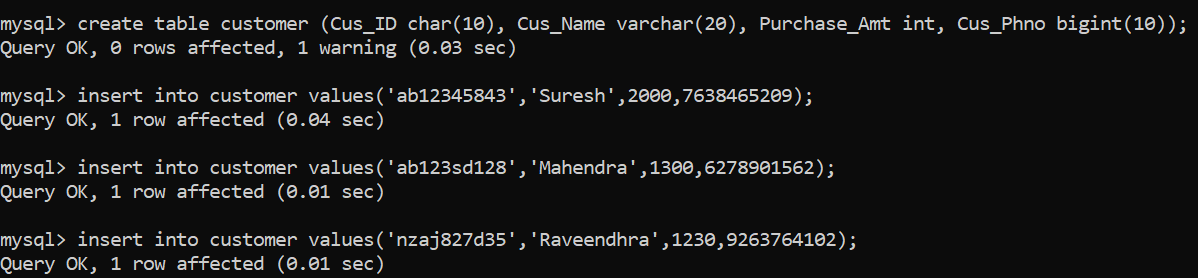 mysql> create table customer (Cus_ID char(10), Cus_Name varchar(20), Purchase_Amt int, Cus_Phno bigint(10));
Query OK, 0 rows affected, 1 warning (0.03 sec)
mysql> insert into customer values('ab12345843','Suresh',2000,7638465209);
Query OK, 1 row affected (0.04 sec)
mysql> insert into customer values('ab123sd128','Mahendra',1300,6278901562);
Query OK, 1 row affected (0.01 sec)
mysql> insert into customer values('nzaj827d35','Raveendhra',1230,9263764102);
Query OK, 1 row affected (0.01 sec)